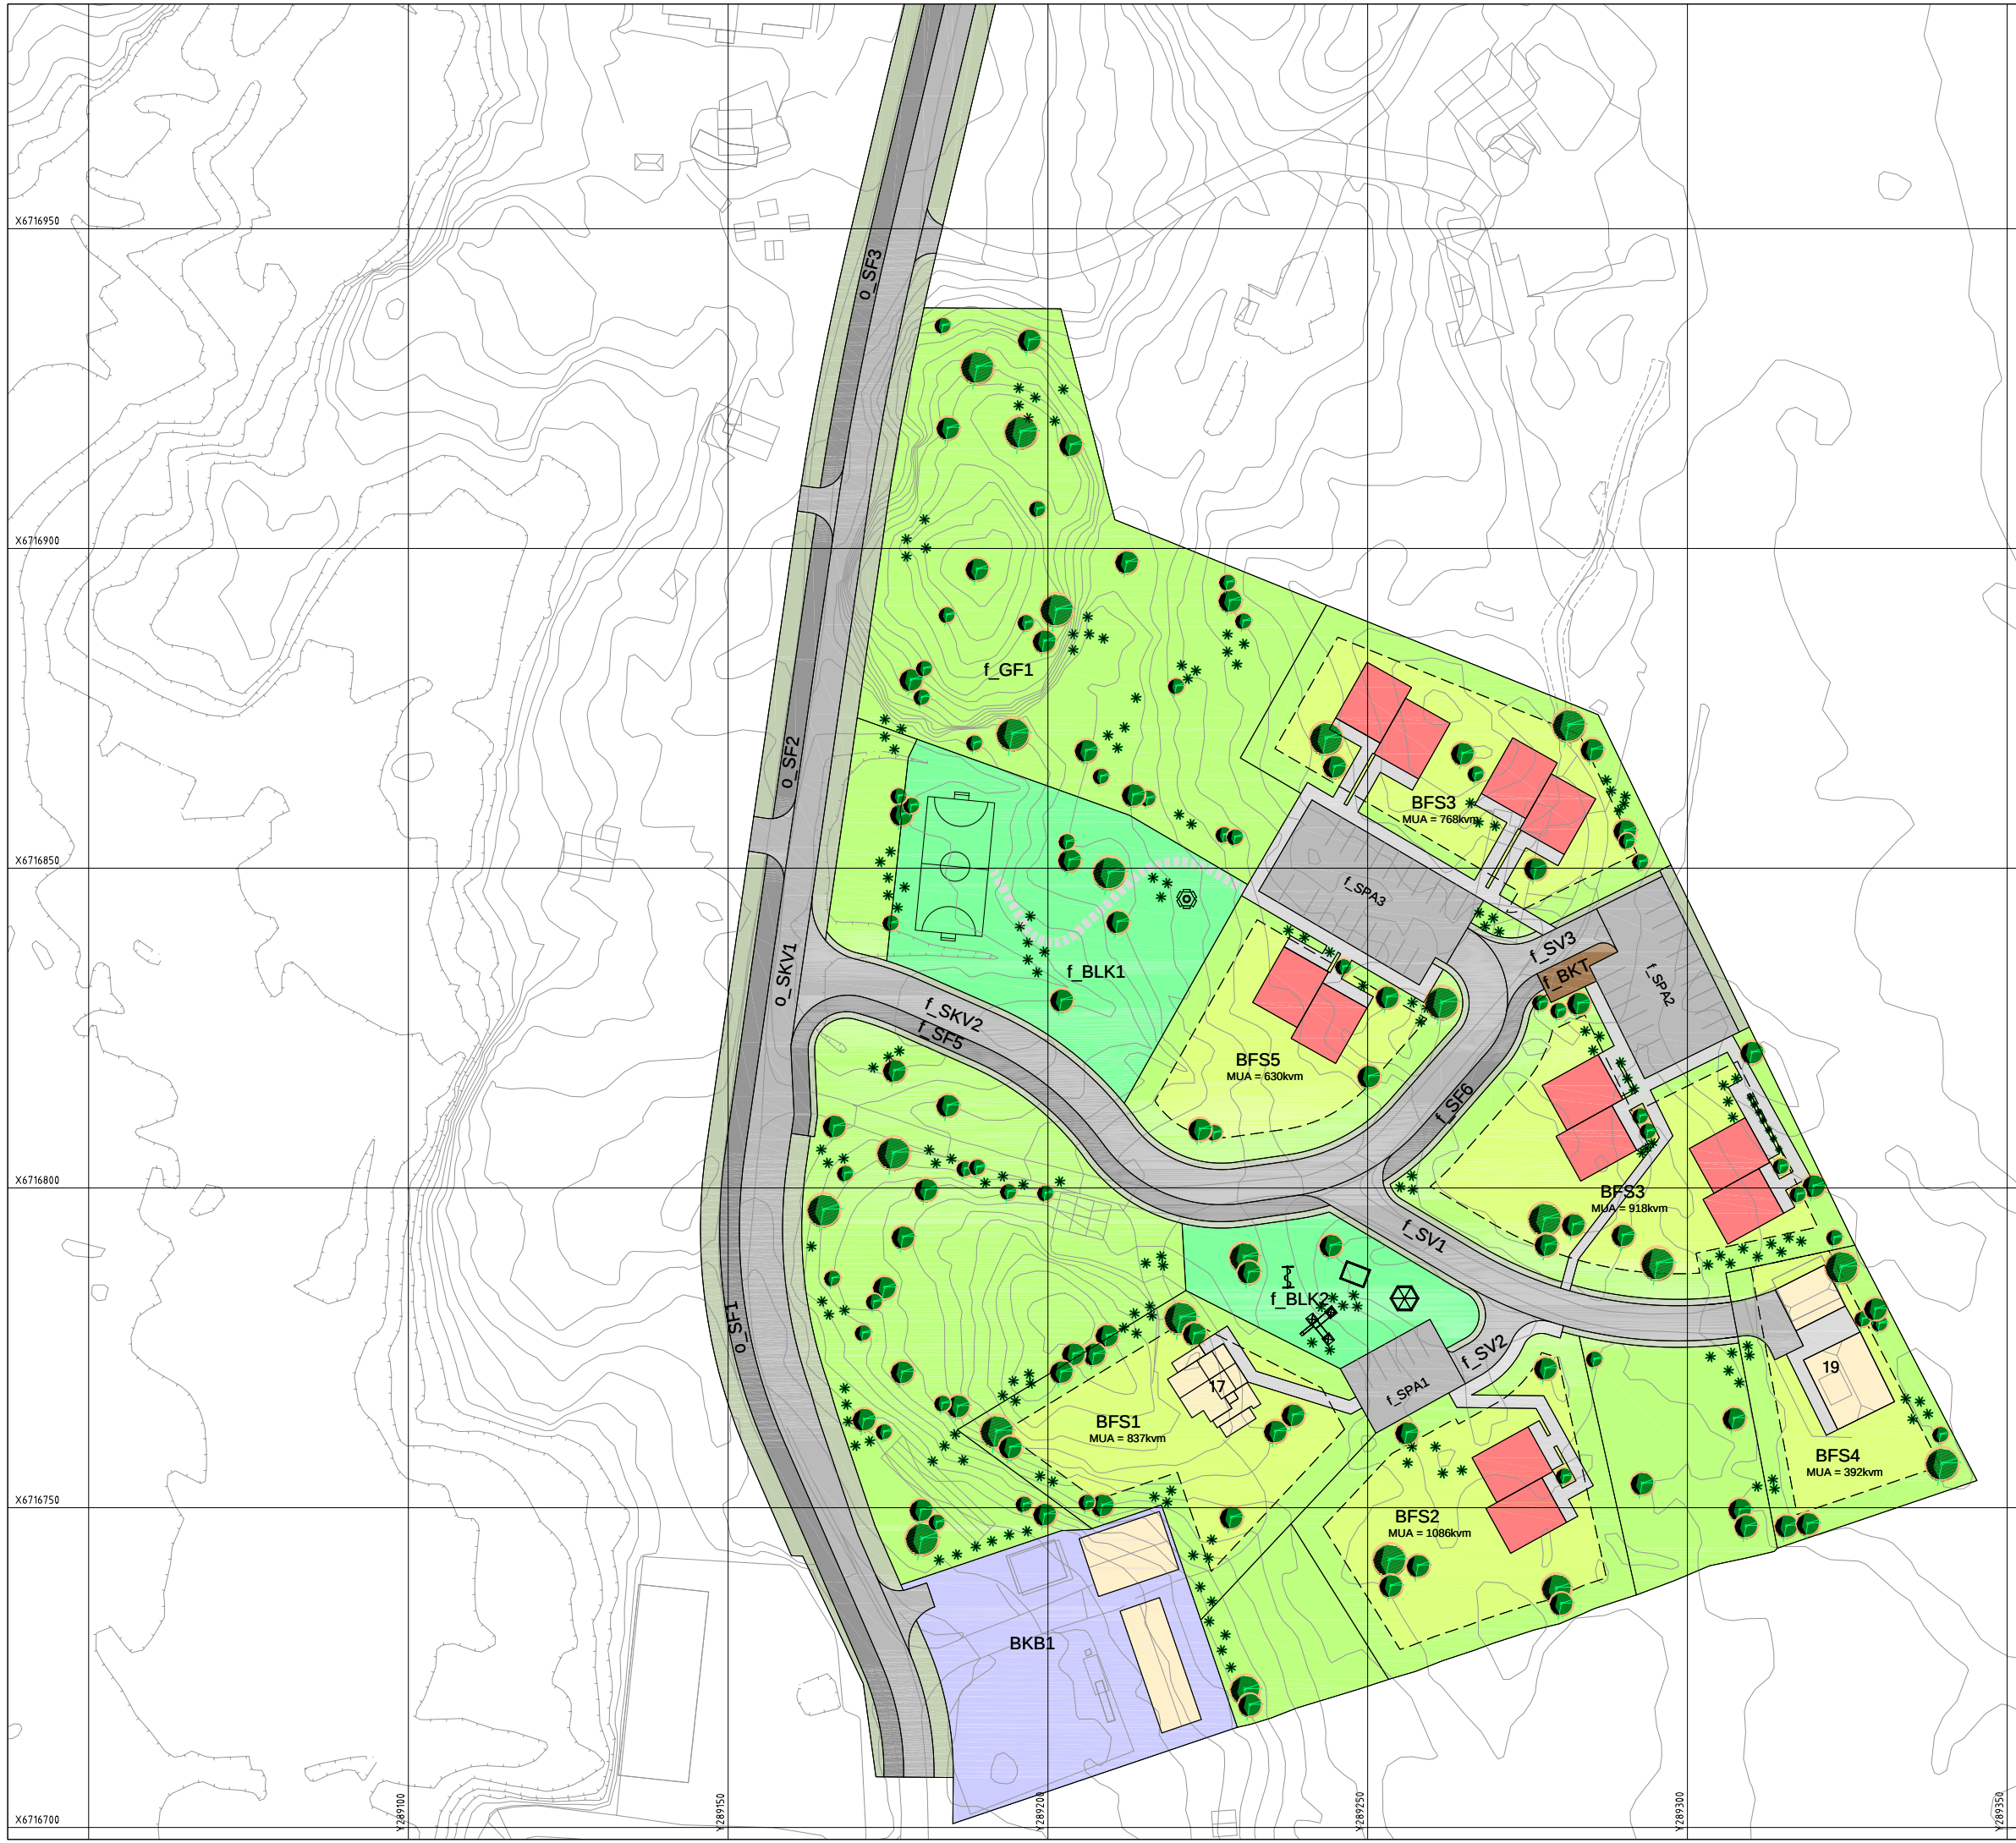 X6716950
o_SF3
X6716900
f_GF1
o_SF2
BFS3
MUA = 768kvm
X6716850
f_SPA3
f_SV3
f_BKT
f_SPA2
o_SKV1
f_BLK1
f_SKV2
f_SF5
BFS5
MUA = 630kvm
f_SF6
X6716800
BFS3
MUA = 918kvm
f_SV1
f_BLK2
o_SF1
f_SV2
17
f_SPA1
19
BFS1
MUA = 837kvm
BFS4
MUA = 392kvm
X6716750
BFS2
MUA = 1086kvm
BKB1
X6716700
Y289100
Y289150
Y289200
Y289250
Y289300
Y289350